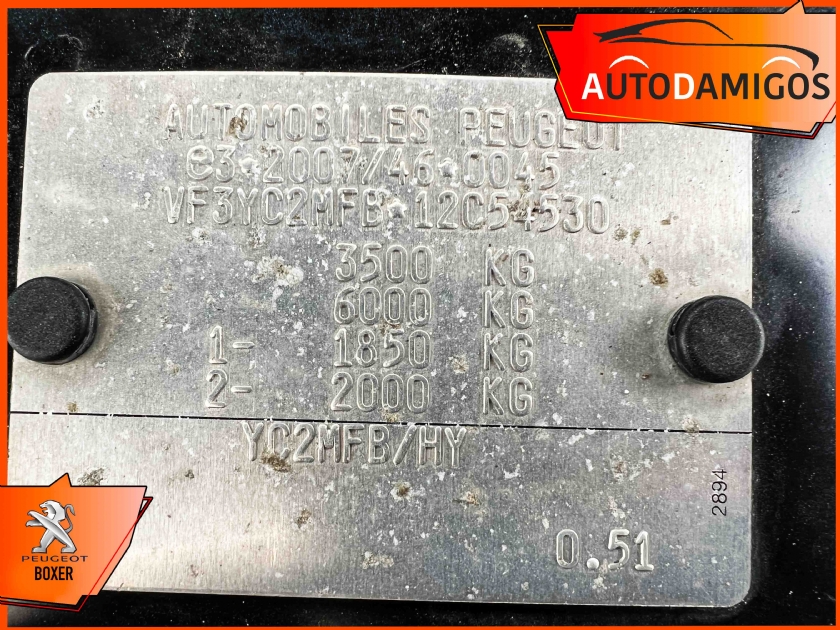 AUTODAMIGOS
AUTOMOBILES PEUGEOT
e3*2007/46*0045
VF3YC2MFB 12C54530
3500 KG
6000 KG
1- 1850 KG
2- 2000 KG
YC2MFB/HY
2894
0.51
PEUGEOT
BOXER